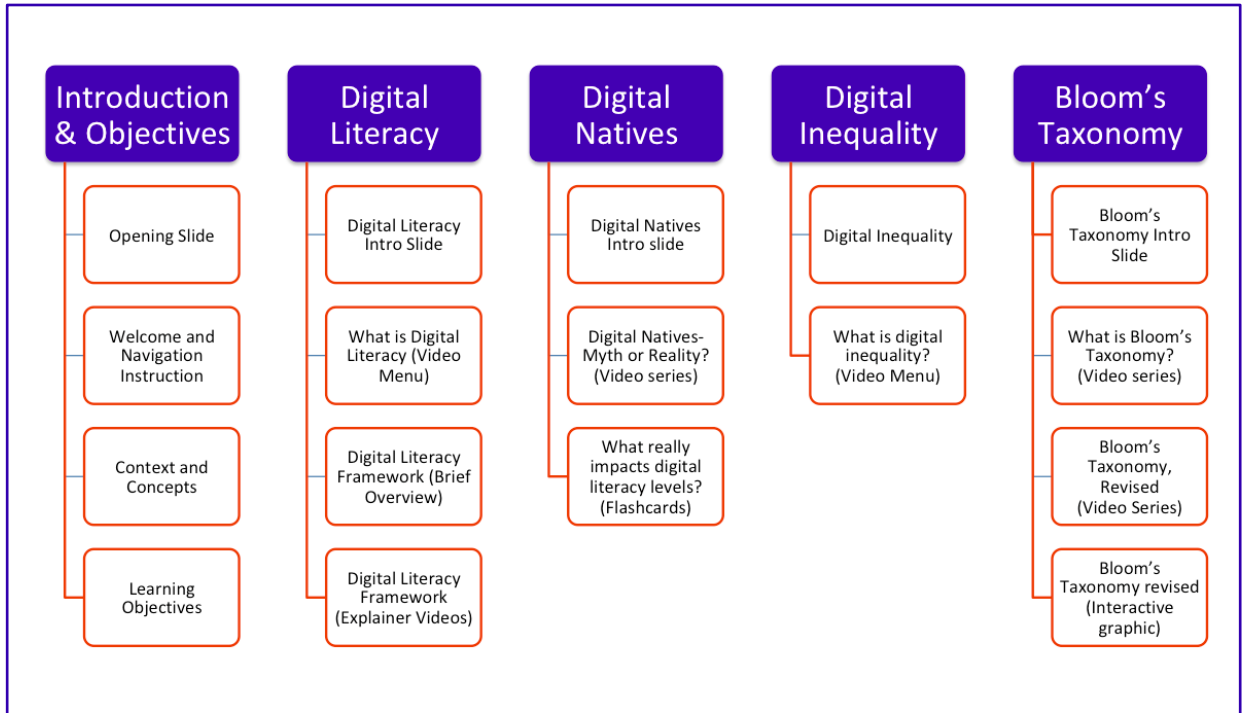 Introduction
& Objectives
Opening Slide
Welcome and
Navigation
Instruction
Context and
Concepts
Learning
Objectives
Digital
Literacy
Digital Literacy
Intro Slide
What is Digital
Literacy (Video
Menu)
Digital Literacy
Framework (Brief
Overview)
Digital Literacy
Framework
(Explainer Videos)
Digital
Natives
Digital Natives
Intro slide
Digital Natives-
Myth or Reality?
(Video series)
What really
impacts digital
literacy levels?
(Flashcards)
Digital
Inequality
Digital Inequality
What is digital
inequality?
(Video Menu)
Bloom’s
Taxonomy
Bloom’s
Taxonomy Intro
Slide
What is Bloom’s
Taxonomy?
(Video series)
Bloom’s
Taxonomy,
Revised
(Video Series)
Bloom’s
Taxonomy revised
(Interactive
graphic)